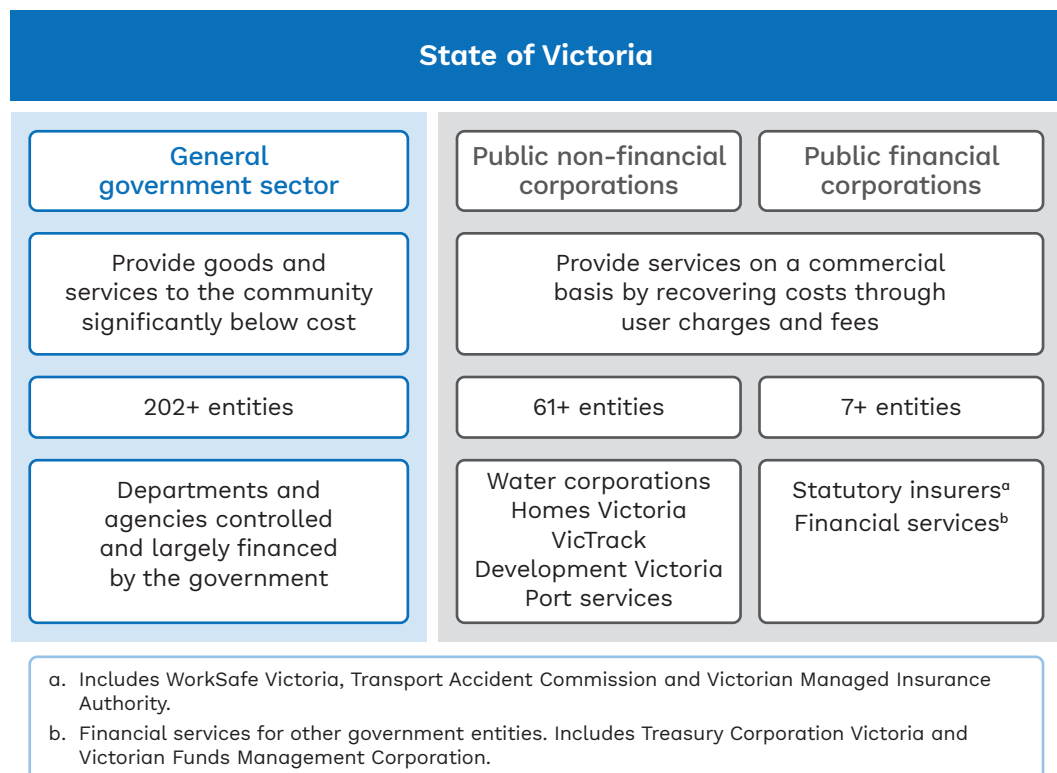 State of Victoria
General
government sector
Public non-financial
corporations
Public financial
corporations
Provide goods and
services to the community
significantly below cost
Provide services on a commercial
basis by recovering costs through
user charges and fees
202+ entities
61+ entities
7+ entities
Departments and
agencies controlled
and largely financed
by the government
Water corporations
Homes Victoria
VicTrack
Development Victoria
Port services
Statutory insurersᵃ
Financial servicesᵇ
a. Includes WorkSafe Victoria, Transport Accident Commission and Victorian Managed Insurance
Authority.
b. Financial services for other government entities. Includes Treasury Corporation Victoria and
Victorian Funds Management Corporation.